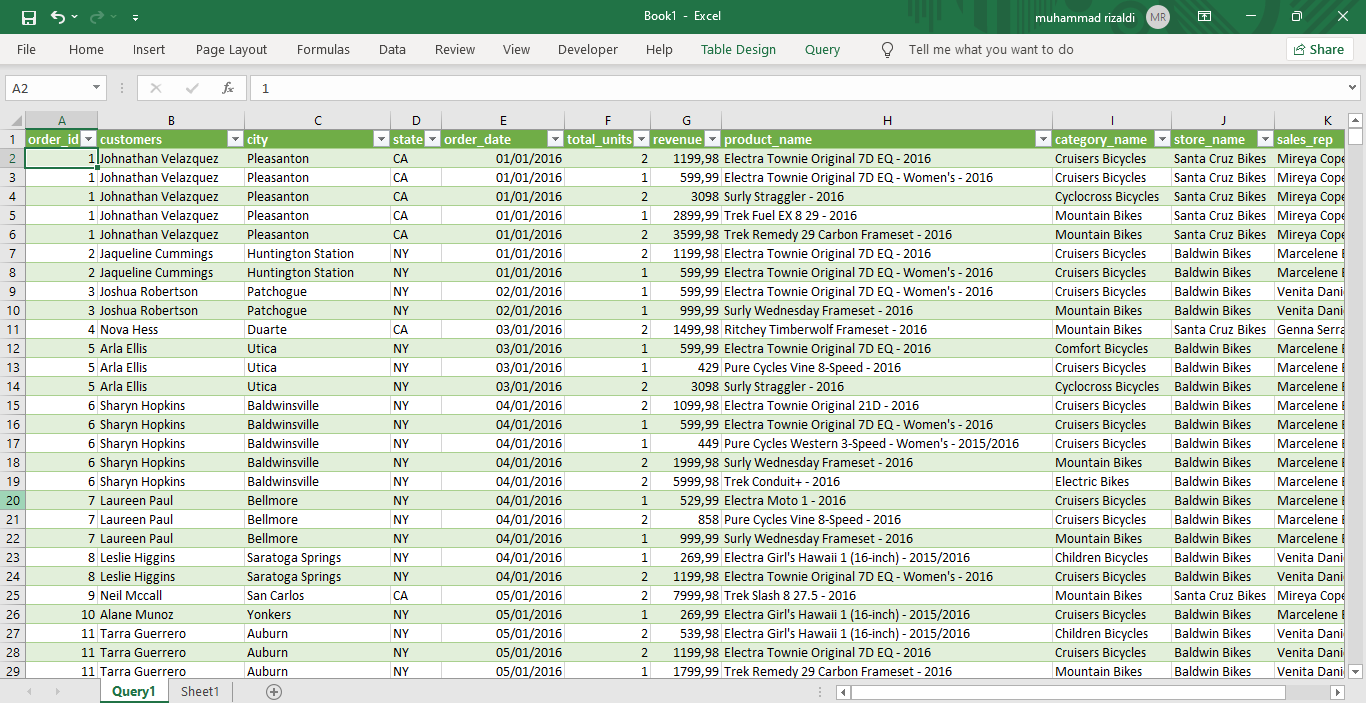 Book1 - Excel
muhammad rizaldi MR
File Home Insert Page Layout Formulas Data Review View Developer Help Table Design Query Tell me what you want to do Share
A2 fx 1
A B C D E F G H I J K
1 order_id customers city state order_date total_units revenue product_name category_name store_name sales_rep
2 1 Johnathan Velazquez Pleasanton CA 01/01/2016 2 1199,98 Electra Townie Original 7D EQ - 2016 Cruisers Bicycles Santa Cruz Bikes Mireya Cope
3 1 Johnathan Velazquez Pleasanton CA 01/01/2016 1 599,99 Electra Townie Original 7D EQ - Women's - 2016 Cruisers Bicycles Santa Cruz Bikes Mireya Cope
4 1 Johnathan Velazquez Pleasanton CA 01/01/2016 2 3098 Surly Straggler - 2016 Cyclocross Bicycles Santa Cruz Bikes Mireya Cope
5 1 Johnathan Velazquez Pleasanton CA 01/01/2016 1 2899,99 Trek Fuel EX 8 29 - 2016 Mountain Bikes Santa Cruz Bikes Mireya Cope
6 1 Johnathan Velazquez Pleasanton CA 01/01/2016 2 3599,98 Trek Remedy 29 Carbon Frameset - 2016 Mountain Bikes Santa Cruz Bikes Mireya Cope
7 2 Jaqueline Cummings Huntington Station NY 01/01/2016 2 1199,98 Electra Townie Original 7D EQ - 2016 Cruisers Bicycles Baldwin Bikes Marcelene
8 2 Jaqueline Cummings Huntington Station NY 01/01/2016 1 599,99 Electra Townie Original 7D EQ - Women's - 2016 Cruisers Bicycles Baldwin Bikes Marcelene
9 3 Joshua Robertson Patchogue NY 02/01/2016 1 599,99 Electra Townie Original 7D EQ - Women's - 2016 Cruisers Bicycles Baldwin Bikes Venita Dani
10 3 Joshua Robertson Patchogue NY 02/01/2016 1 999,99 Surly Wednesday Frameset - 2016 Mountain Bikes Baldwin Bikes Venita Dani
11 4 Nova Hess Duarte CA 03/01/2016 2 1499,98 Ritchey Timberwolf Frameset - 2016 Mountain Bikes Santa Cruz Bikes Genna Serra
12 5 Arla Ellis Utica NY 03/01/2016 1 599,99 Electra Townie Original 7D EQ - 2016 Comfort Bicycles Baldwin Bikes Marcelene
13 5 Arla Ellis Utica NY 03/01/2016 1 429 Pure Cycles Vine 8-Speed - 2016 Cruisers Bicycles Baldwin Bikes Marcelene
14 5 Arla Ellis Utica NY 03/01/2016 2 3098 Surly Straggler - 2016 Cyclocross Bicycles Baldwin Bikes Marcelene
15 6 Sharyn Hopkins Baldwinsville NY 04/01/2016 2 1099,98 Electra Townie Original 21D - 2016 Cruisers Bicycles Baldwin Bikes Marcelene
16 6 Sharyn Hopkins Baldwinsville NY 04/01/2016 1 599,99 Electra Townie Original 7D EQ - Women's - 2016 Cruisers Bicycles Baldwin Bikes Marcelene
17 6 Sharyn Hopkins Baldwinsville NY 04/01/2016 1 449 Pure Cycles Western 3-Speed - Women's - 2015/2016 Cruisers Bicycles Baldwin Bikes Marcelene
18 6 Sharyn Hopkins Baldwinsville NY 04/01/2016 2 1999,98 Surly Wednesday Frameset - 2016 Mountain Bikes Baldwin Bikes Marcelene
19 6 Sharyn Hopkins Baldwinsville NY 04/01/2016 2 5999,98 Trek Conduit+ - 2016 Electric Bikes Baldwin Bikes Marcelene
20 7 Laureen Paul Bellmore NY 04/01/2016 1 529,99 Electra Moto 1 - 2016 Cruisers Bicycles Baldwin Bikes Marcelene
21 7 Laureen Paul Bellmore NY 04/01/2016 2 858 Pure Cycles Vine 8-Speed - 2016 Cruisers Bicycles Baldwin Bikes Marcelene
22 7 Laureen Paul Bellmore NY 04/01/2016 1 999,99 Surly Wednesday Frameset - 2016 Mountain Bikes Baldwin Bikes Marcelene
23 8 Leslie Higgins Saratoga Springs NY 04/01/2016 1 269,99 Electra Girl's Hawaii 1 (16-inch) - 2015/2016 Children Bicycles Baldwin Bikes Venita Dani
24 8 Leslie Higgins Saratoga Springs NY 04/01/2016 2 1199,98 Electra Townie Original 7D EQ - Women's - 2016 Cruisers Bicycles Baldwin Bikes Venita Dani
25 9 Neil Mccall San Carlos CA 05/01/2016 2 7999,98 Trek Slash 8 27.5 - 2016 Mountain Bikes Santa Cruz Bikes Mireya Cope
26 10 Alane Munoz Yonkers NY 05/01/2016 1 269,99 Electra Girl's Hawaii 1 (16-inch) - 2015/2016 Cruisers Bicycles Baldwin Bikes Marcelene
27 11 Tarra Guerrero Auburn NY 05/01/2016 2 539,98 Electra Girl's Hawaii 1 (16-inch) - 2015/2016 Children Bicycles Baldwin Bikes Venita Dani
28 11 Tarra Guerrero Auburn NY 05/01/2016 2 1199,98 Electra Townie Original 7D EQ - 2016 Cruisers Bicycles Baldwin Bikes Venita Dani
29 11 Tarra Guerrero Auburn NY 05/01/2016 1 1799,99 Trek Remedy 29 Carbon Frameset - 2016 Mountain Bikes Baldwin Bikes Venita Dani
Query1 Sheet1